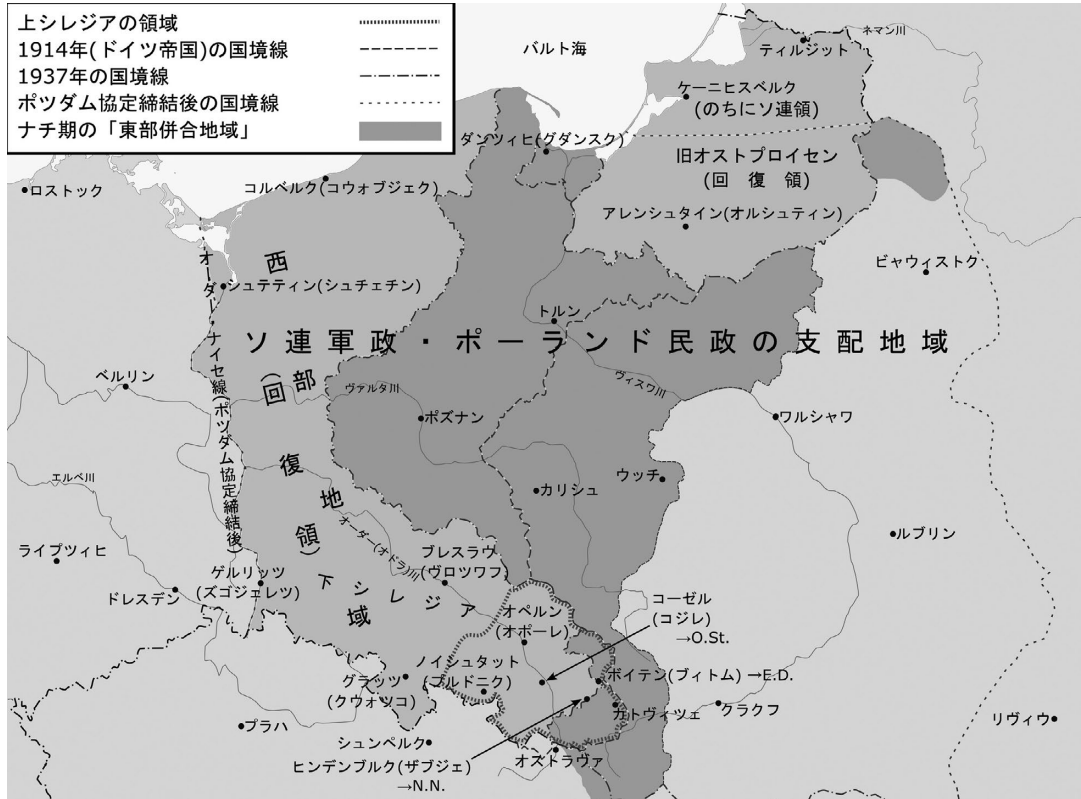 上シレジアの領域
1914年(ドイツ帝国)の国境線
1937年の国境線
ポツダム協定締結後の国境線
ナチ期の「東部併合地域」
バルト海
ティルジット
ネマン川
ケーニヒスベルク
(のちにソ連領)
ダンツィヒ(グダンスク)
旧オストプロイセン
(回復領)
ロストック
コルベルク(コウォブジェク)
アレンシュタイン(オルシュティン)
ビャウィストク
シュテティン(シュチェチン)
トルン
ソ連軍政・ポーランド民政の支配地域
西部地域
(回復領)
オーダー・ナイセ線(ポツダム協定締結後)
ベルリン
ヴァルタ川
ヴィスワ川
ポズナン
ワルシャワ
エルベ川
カリシュ
ウッチ
オーダー(オドラ)川
ルブリン
ライプツィヒ
ドレスデン
ゲルリッツ
(ズゴジェレツ)
ブレスラウ
(ヴロツワフ)
下シレジア
オペルン
(オポーレ)
コーゼル
(コジレ)
→O.St.
ノイシュタット
(プルドニク)
グラッツ
(クウォツコ)
ボイテン(ビィトム)→E.D.
カトヴィツェ
クラクフ
リヴィウ
プラハ
シュンペルク
ヒンデンブルク(ザブジェ)
→N.N.
オストラヴァ